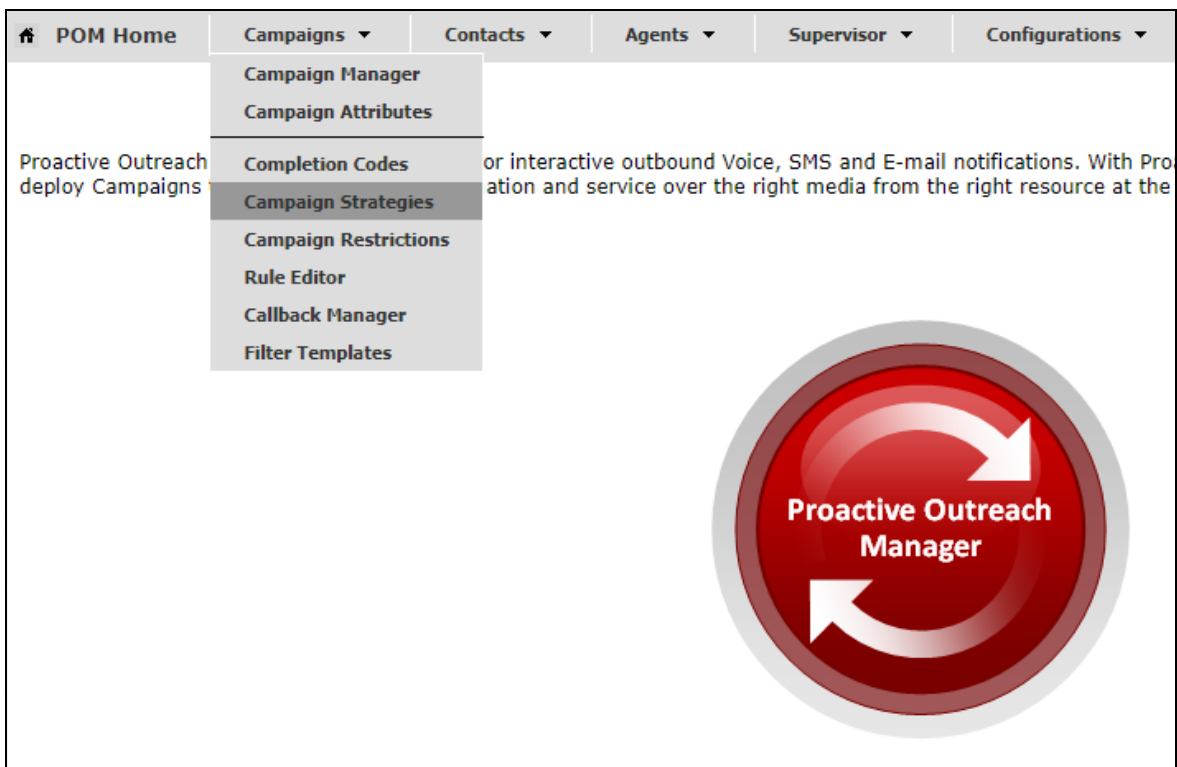 POM Home Campaigns Contacts Agents Supervisor Configurations
Campaign Manager
Campaign Attributes
Proactive Outreach
Completion Codes
or interactive outbound Voice, SMS and E-mail notifications. With Pro
deploy Campaigns
ation and service over the right media from the right resource at the
Campaign Strategies
Campaign Restrictions
Rule Editor
Callback Manager
Filter Templates
Proactive Outreach
Manager